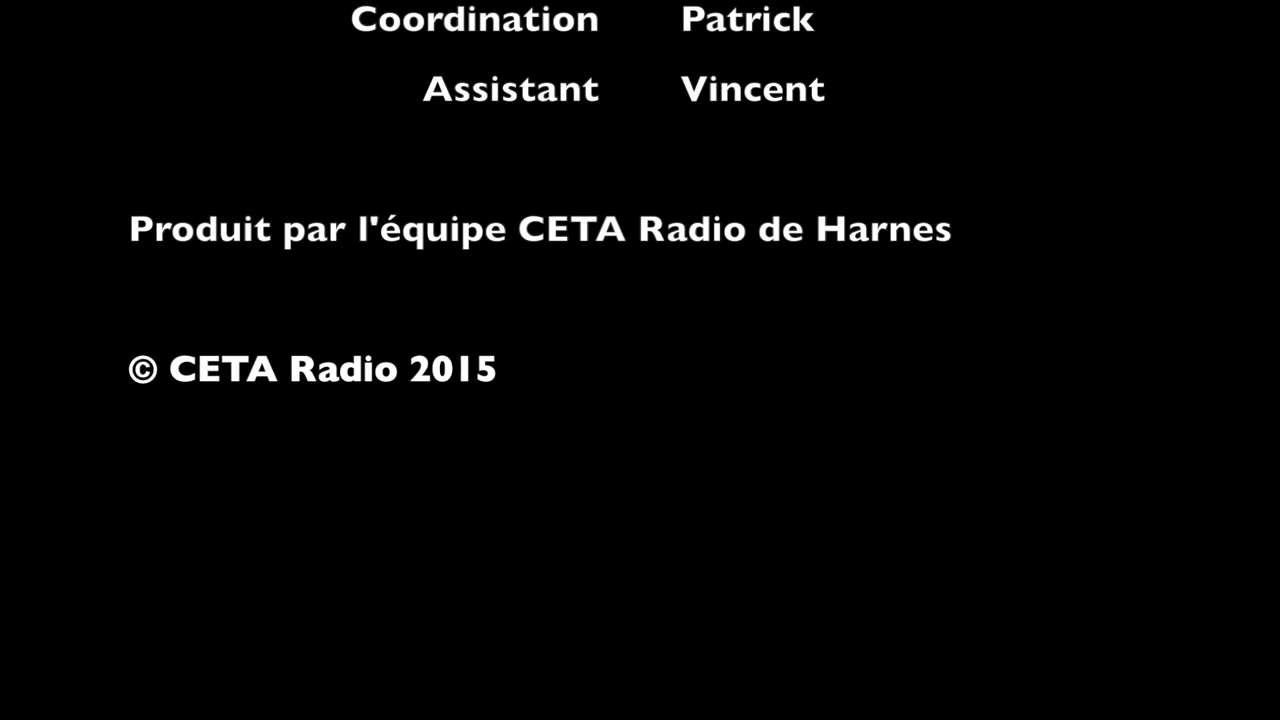 Coordination Patrick
Assistant Vincent
Produit par l'équipe CETA Radio de Harnes
© CETA Radio 2015